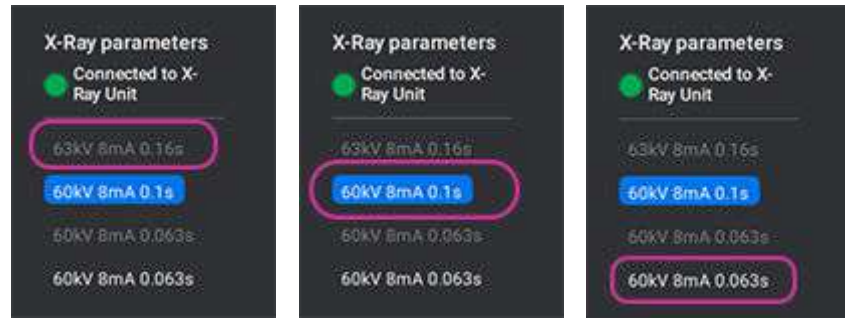 X-Ray parameters
Connected to X-
Ray Unit
63kV 8mA 0.16s
60kV 8mA 0.1s
60kV 8mA 0.063s
60kV 8mA 0.063s
X-Ray parameters
Connected to X-
Ray Unit
63kV 8mA 0.16s
60kV 8mA 0.1s
60kV 8mA 0.063s
60kV 8mA 0.063s
X-Ray parameters
Connected to X-
Ray Unit
63kV 8mA 0.16s
60kV 8mA 0.1s
60kV 8mA 0.063s
60kV 8mA 0.063s